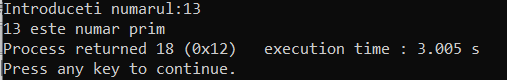 Introduceti numarul:13
13 este numar prim
Process returned 18 (0x12)   execution time : 3.005 s
Press any key to continue.